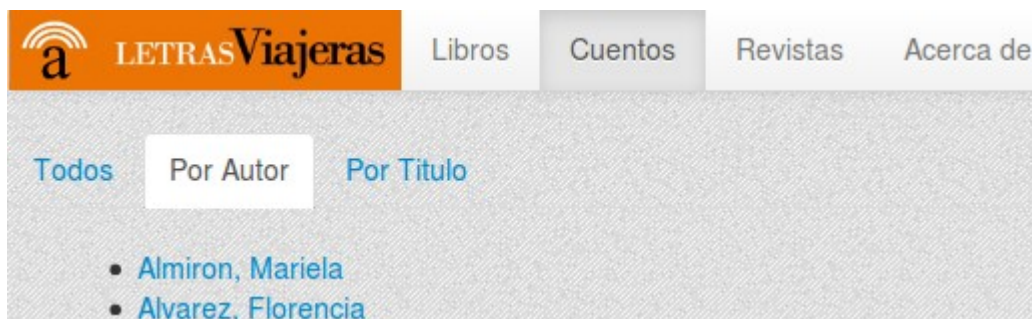 a LETRASViajeras Libros Cuentos Revistas Acerca de
Todos Por Autor Por Titulo
Almiron, Mariela
Alvarez, Florencia